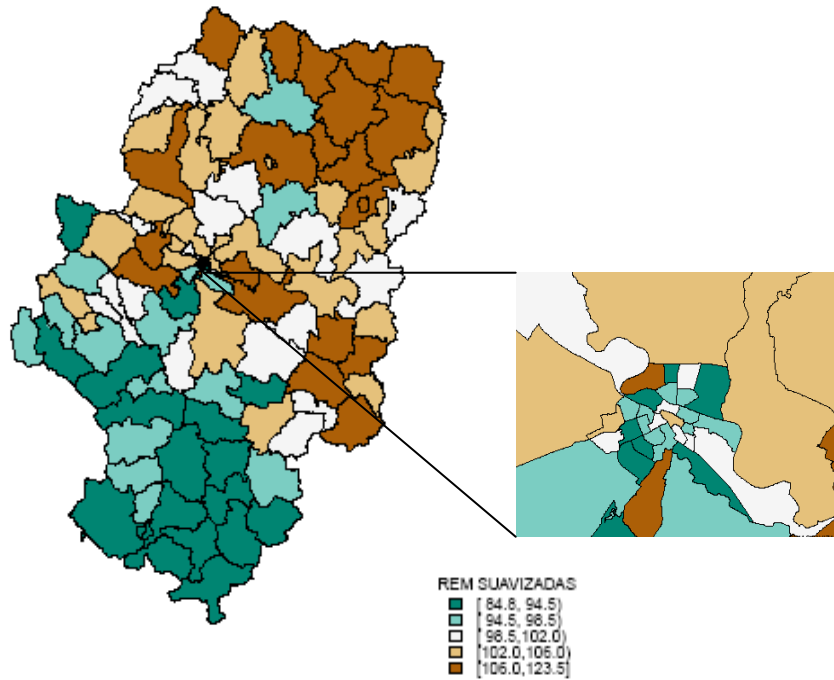 REM SUAVIZADAS
[ 84.8, 94.5)
[ 94.5, 98.5)
[ 98.5,102.0)
[102.0,106.0)
[106.0,123.5]